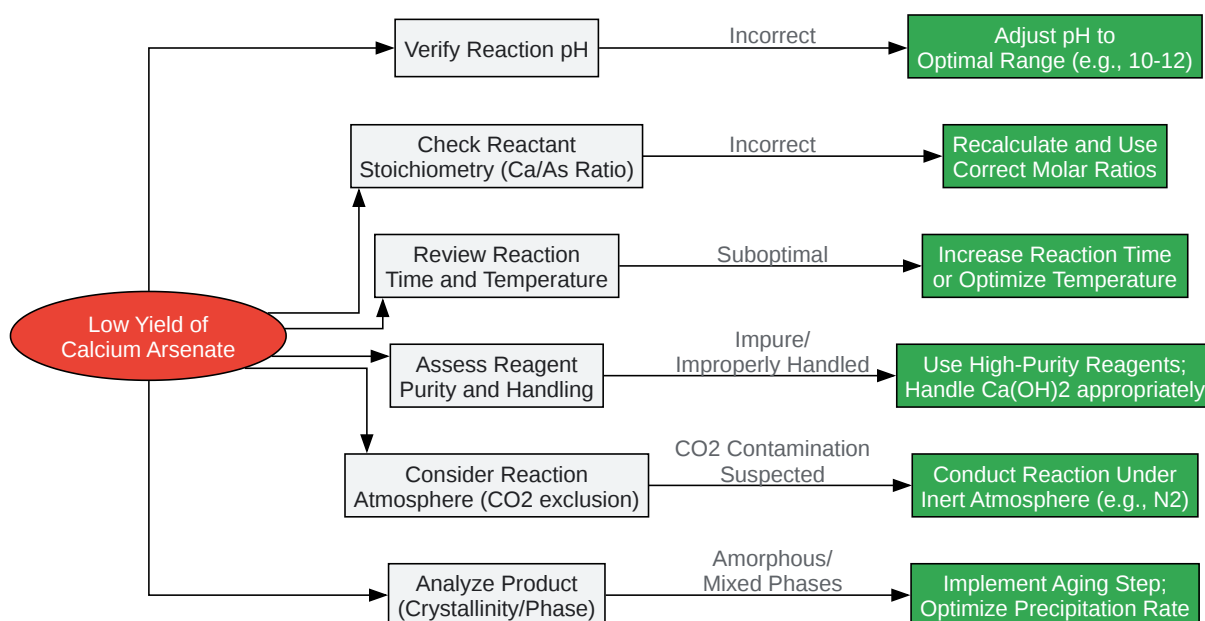 Verify Reaction pH
Incorrect
Adjust pH to
Optimal Range (e.g., 10-12)
Check Reactant
Stoichiometry (Ca/As Ratio)
Incorrect
Recalculate and Use
Correct Molar Ratios
Review Reaction
Time and Temperature
Suboptimal
Increase Reaction Time
or Optimize Temperature
Low Yield of
Calcium Arsenate
Assess Reagent
Purity and Handling
Impure/
Improperly Handled
Use High-Purity Reagents;
Handle Ca(OH)2 appropriately
Consider Reaction
Atmosphere (CO2 exclusion)
CO2 Contamination
Suspected
Conduct Reaction Under
Inert Atmosphere (e.g., N2)
Analyze Product
(Crystallinity/Phase)
Amorphous/
Mixed Phases
Implement Aging Step;
Optimize Precipitation Rate